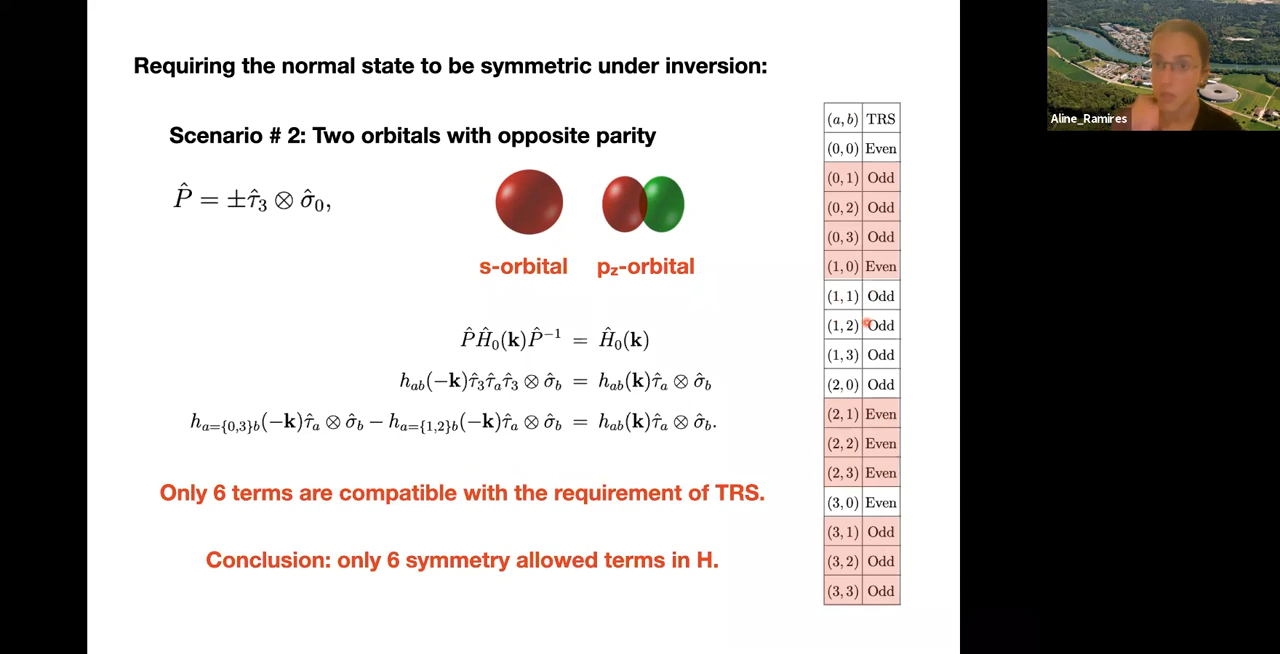 Requiring the normal state to be symmetric under inversion:
Scenario # 2: Two orbitals with opposite parity
P̂ = ±τ̂₃ ⊗ σ̂₀,
s-orbital
p_z-orbital
P̂Ĥ₀(𝐤)P̂⁻¹ = Ĥ₀(𝐤)
h_ab(−𝐤)τ̂₃τ̂_aτ̂₃ ⊗ σ̂_b = h_ab(𝐤)τ̂_a ⊗ σ̂_b
h_a={0,3}b(−𝐤)τ̂_a ⊗ σ̂_b − h_a={1,2}b(−𝐤)τ̂_a ⊗ σ̂_b = h_ab(𝐤)τ̂_a ⊗ σ̂_b.
Only 6 terms are compatible with the requirement of TRS.
Conclusion: only 6 symmetry allowed terms in H.
(a, b) TRS
(0, 0) Even
(0, 1) Odd
(0, 2) Odd
(0, 3) Odd
(1, 0) Even
(1, 1) Odd
(1, 2) Odd
(1, 3) Odd
(2, 0) Odd
(2, 1) Even
(2, 2) Even
(2, 3) Even
(3, 0) Even
(3, 1) Odd
(3, 2) Odd
(3, 3) Odd
Aline_Ramires